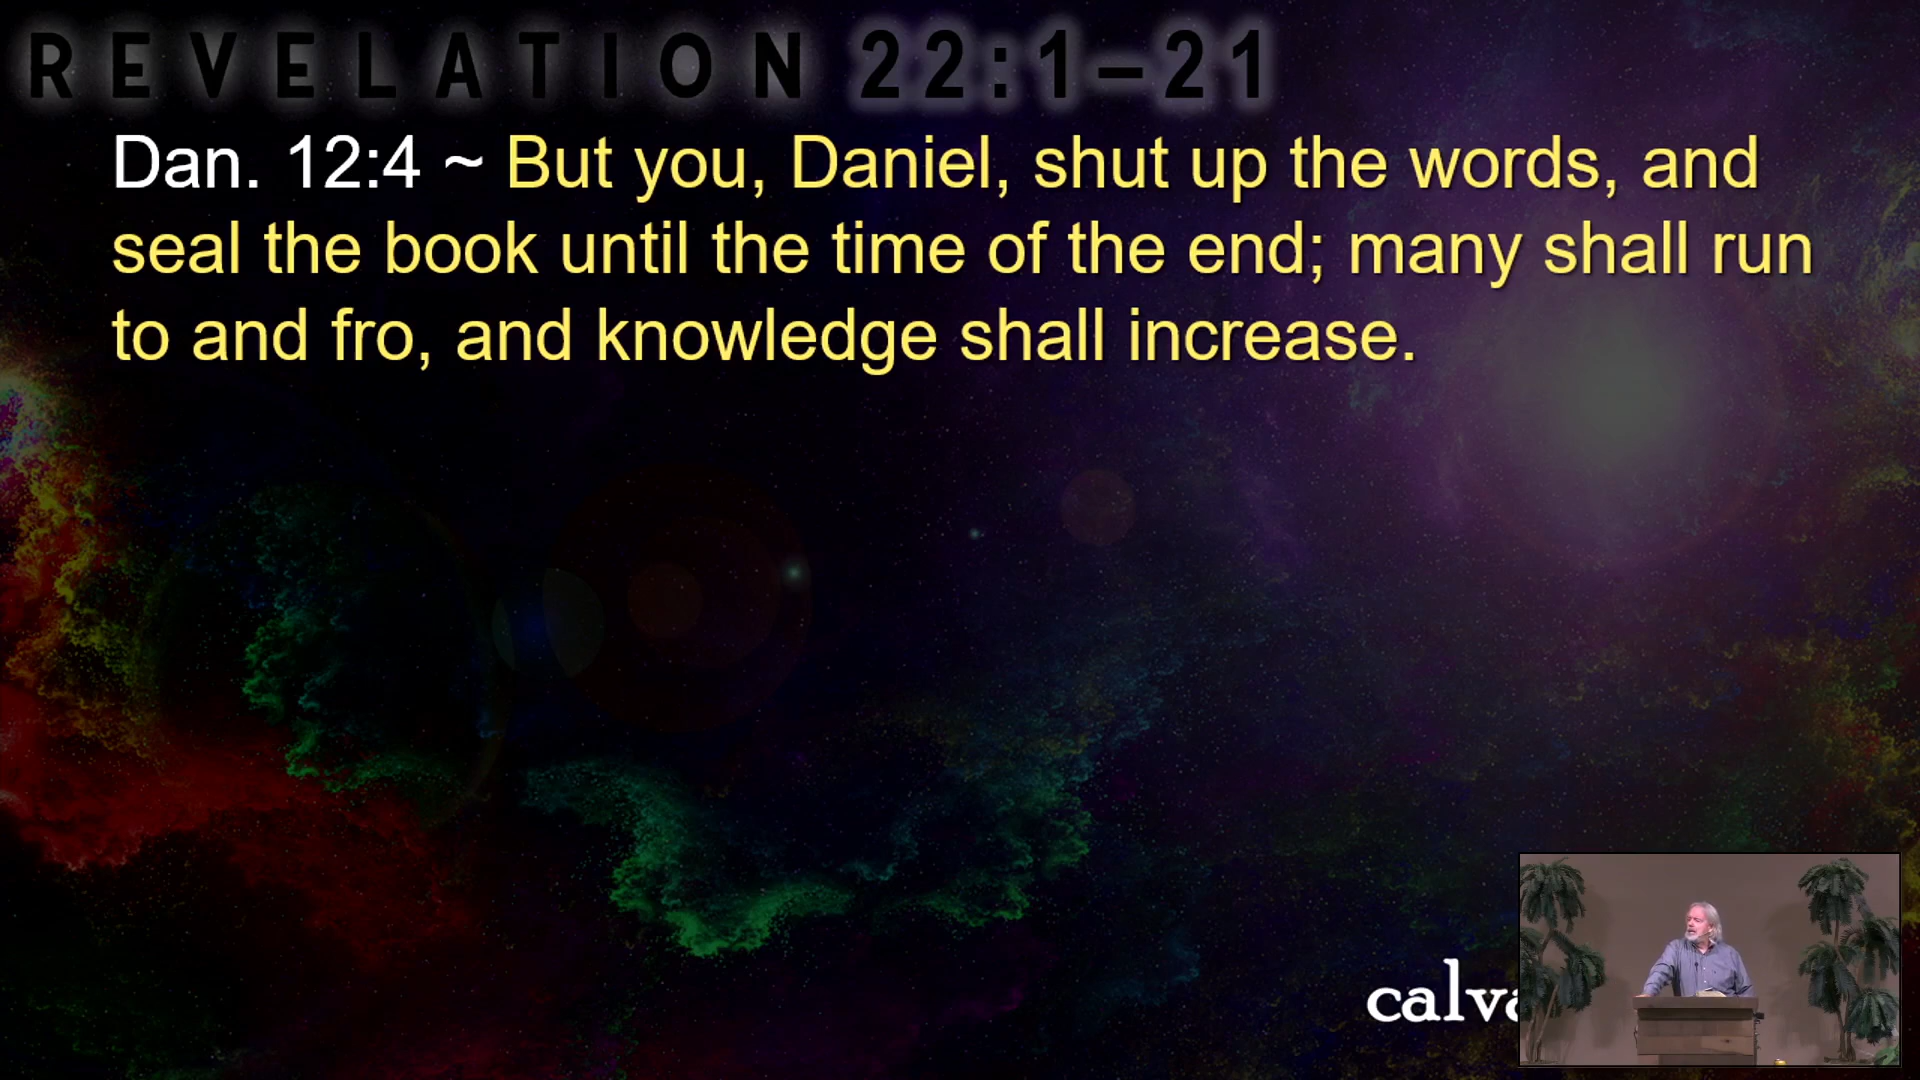 REVELATION 22:1–21
Dan. 12:4 ~ But you, Daniel, shut up the words, and
seal the book until the time of the end; many shall run
to and fro, and knowledge shall increase.